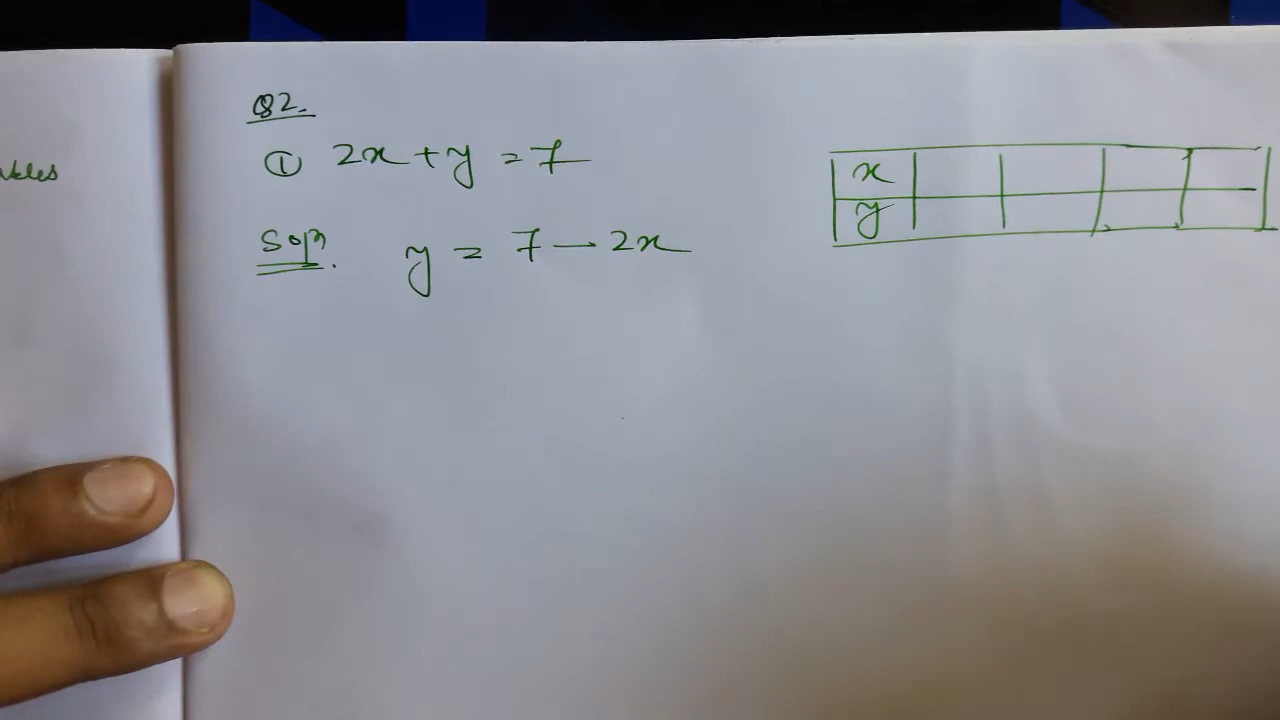 Q2.
① 2x + y = 7
Soln. y = 7 - 2x
x
y